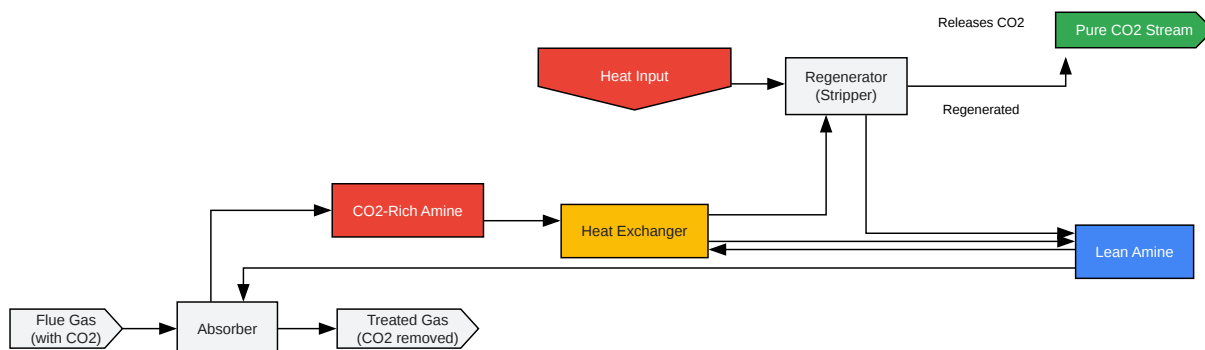 Releases CO2
Pure CO2 Stream
Heat Input
Regenerator
(Stripper)
Regenerated
CO2-Rich Amine
Heat Exchanger
Lean Amine
Flue Gas
(with CO2)
Absorber
Treated Gas
(CO2 removed)